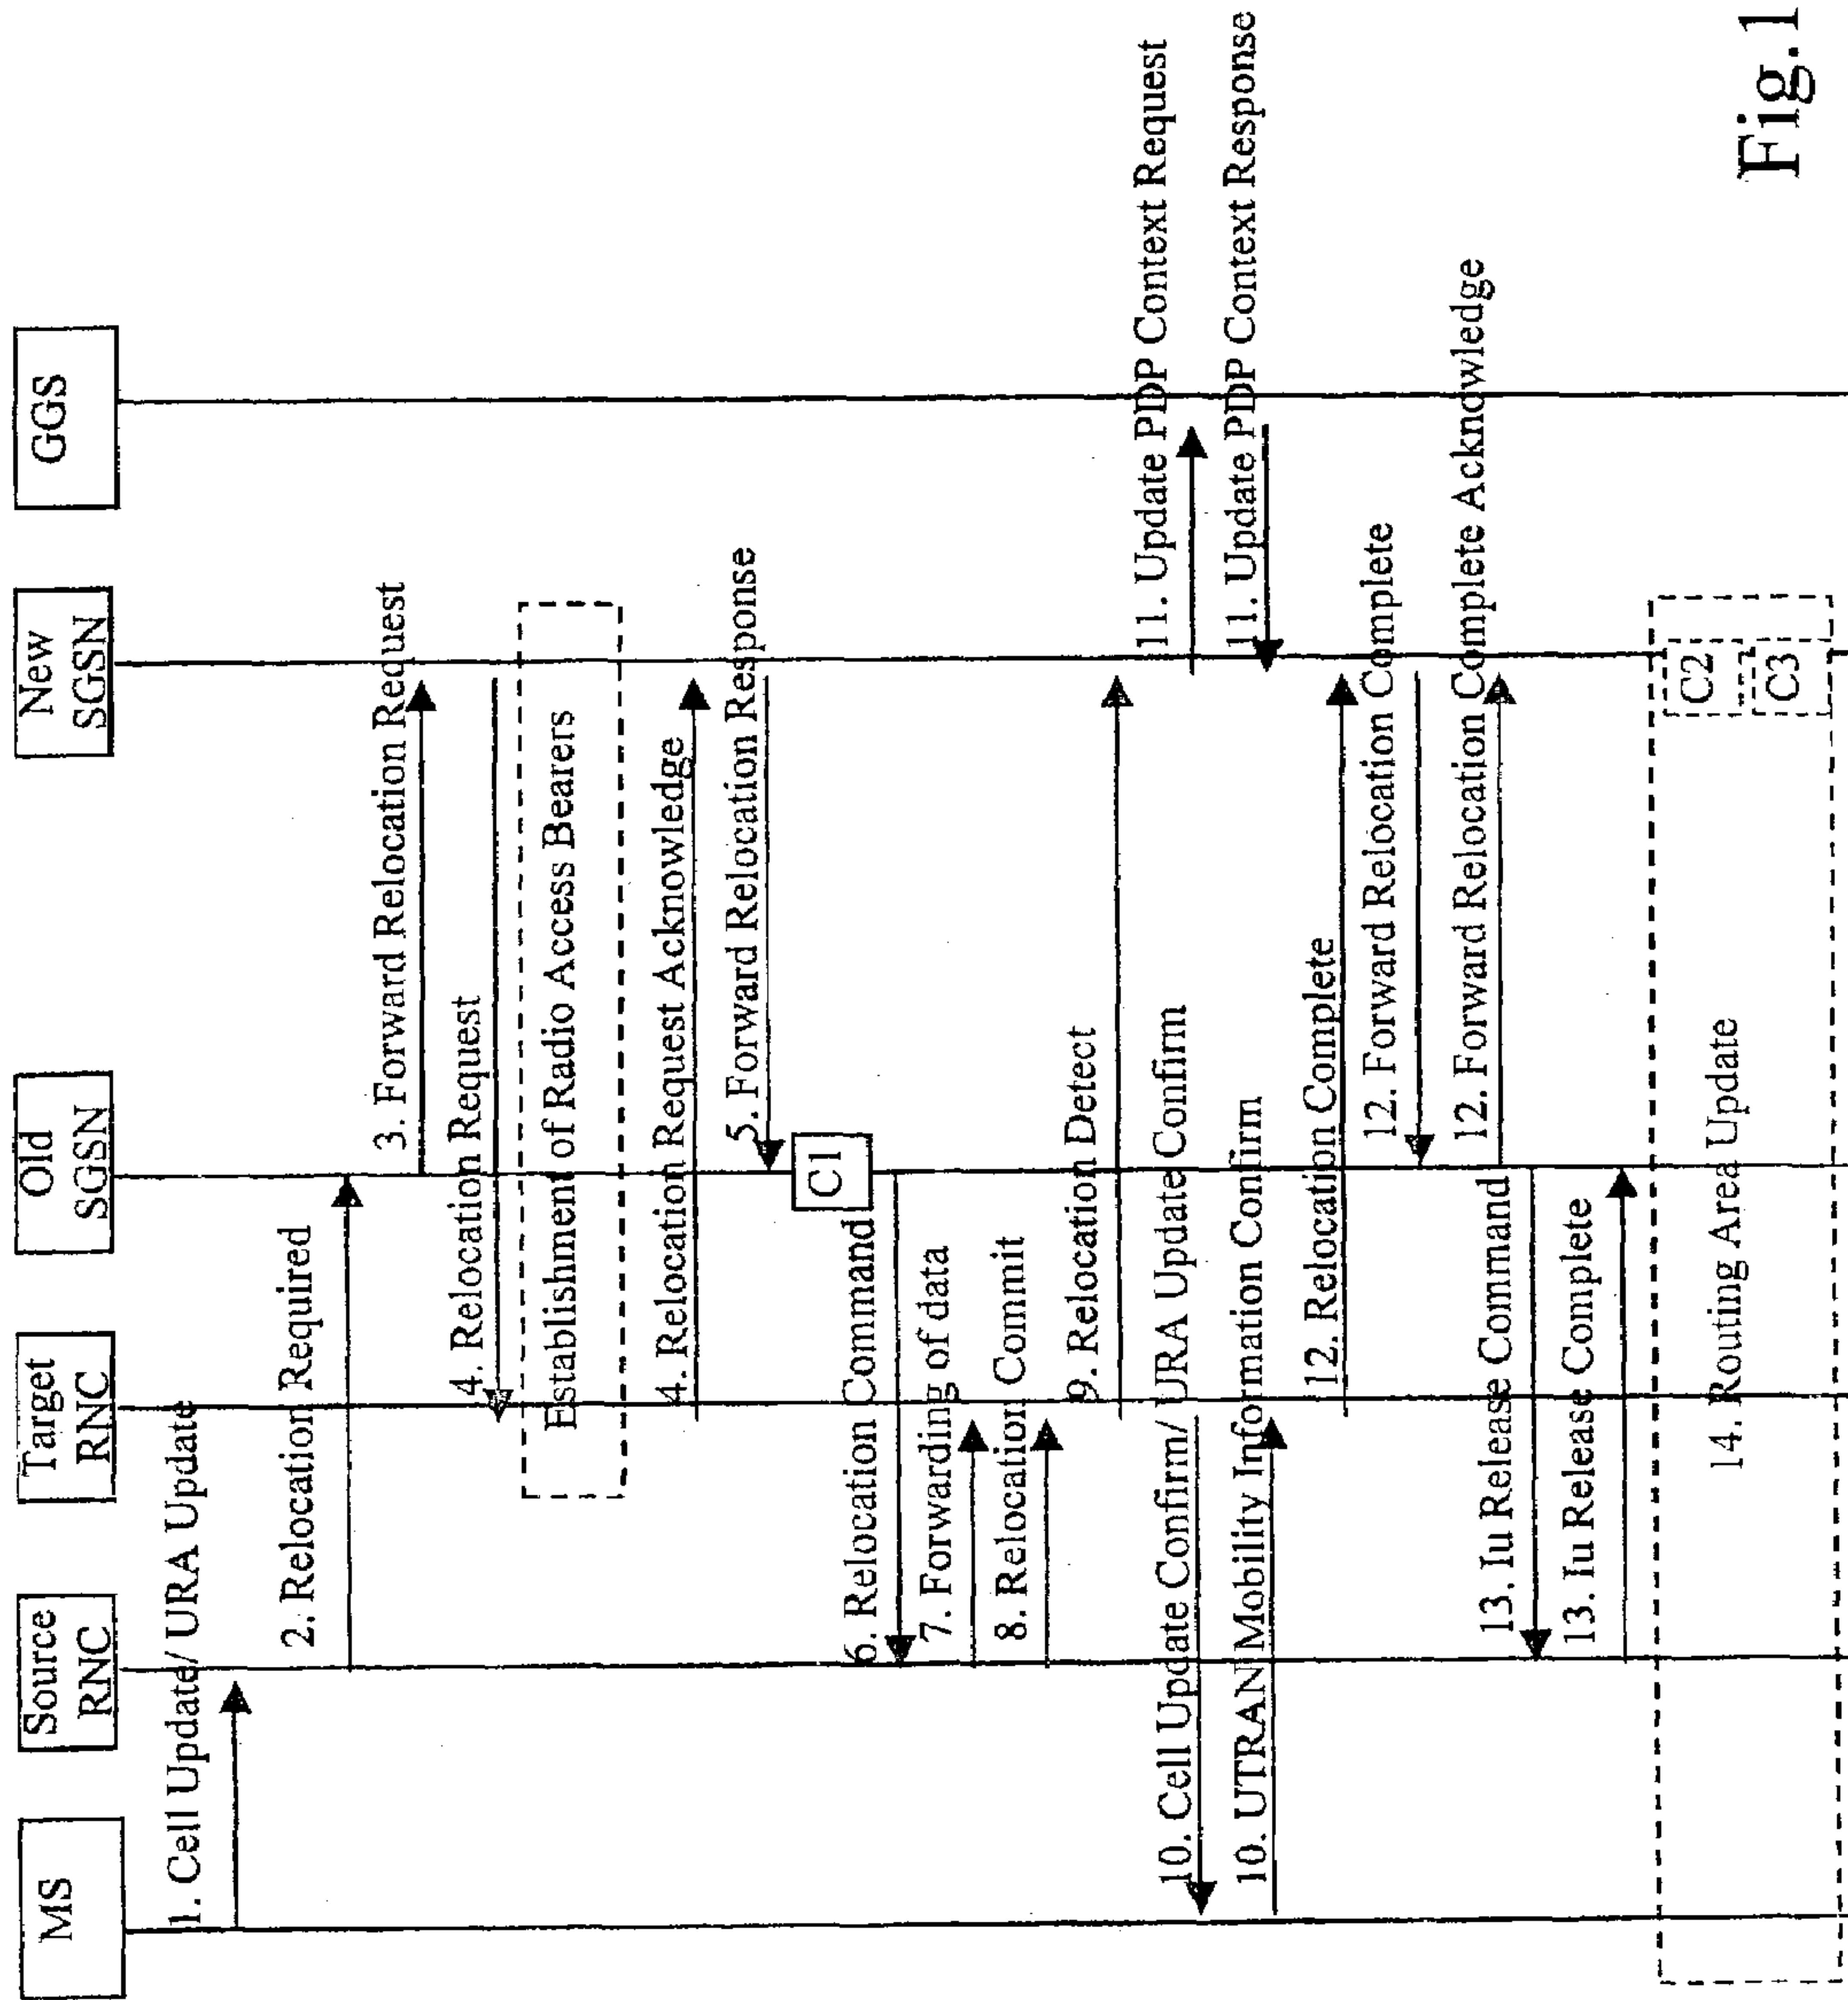 MS
Source
RNC
Target
RNC
Old
SGSN
New
SGSN
GGS
1. Cell Update/ URA Update
2. Relocation Required
3. Forward Relocation Request
4. Relocation Request
Establishment of Radio Access Bearers
4. Relocation Request Acknowledge
5. Forward Relocation Response
C1
6. Relocation Command
7. Forwarding of data
8. Relocation Commit
9. Relocation Detect
10. Cell Update Confirm/ URA Update Confirm
11. Update PDP Context Request
10. UTRAN Mobility Information Confirm
11. Update PDP Context Response
12. Relocation Complete
12. Forward Relocation Complete
12. Forward Relocation Complete Acknowledge
13. Iu Release Command
13. Iu Release Complete
14. Routing Area Update
C2
C3
Fig.1